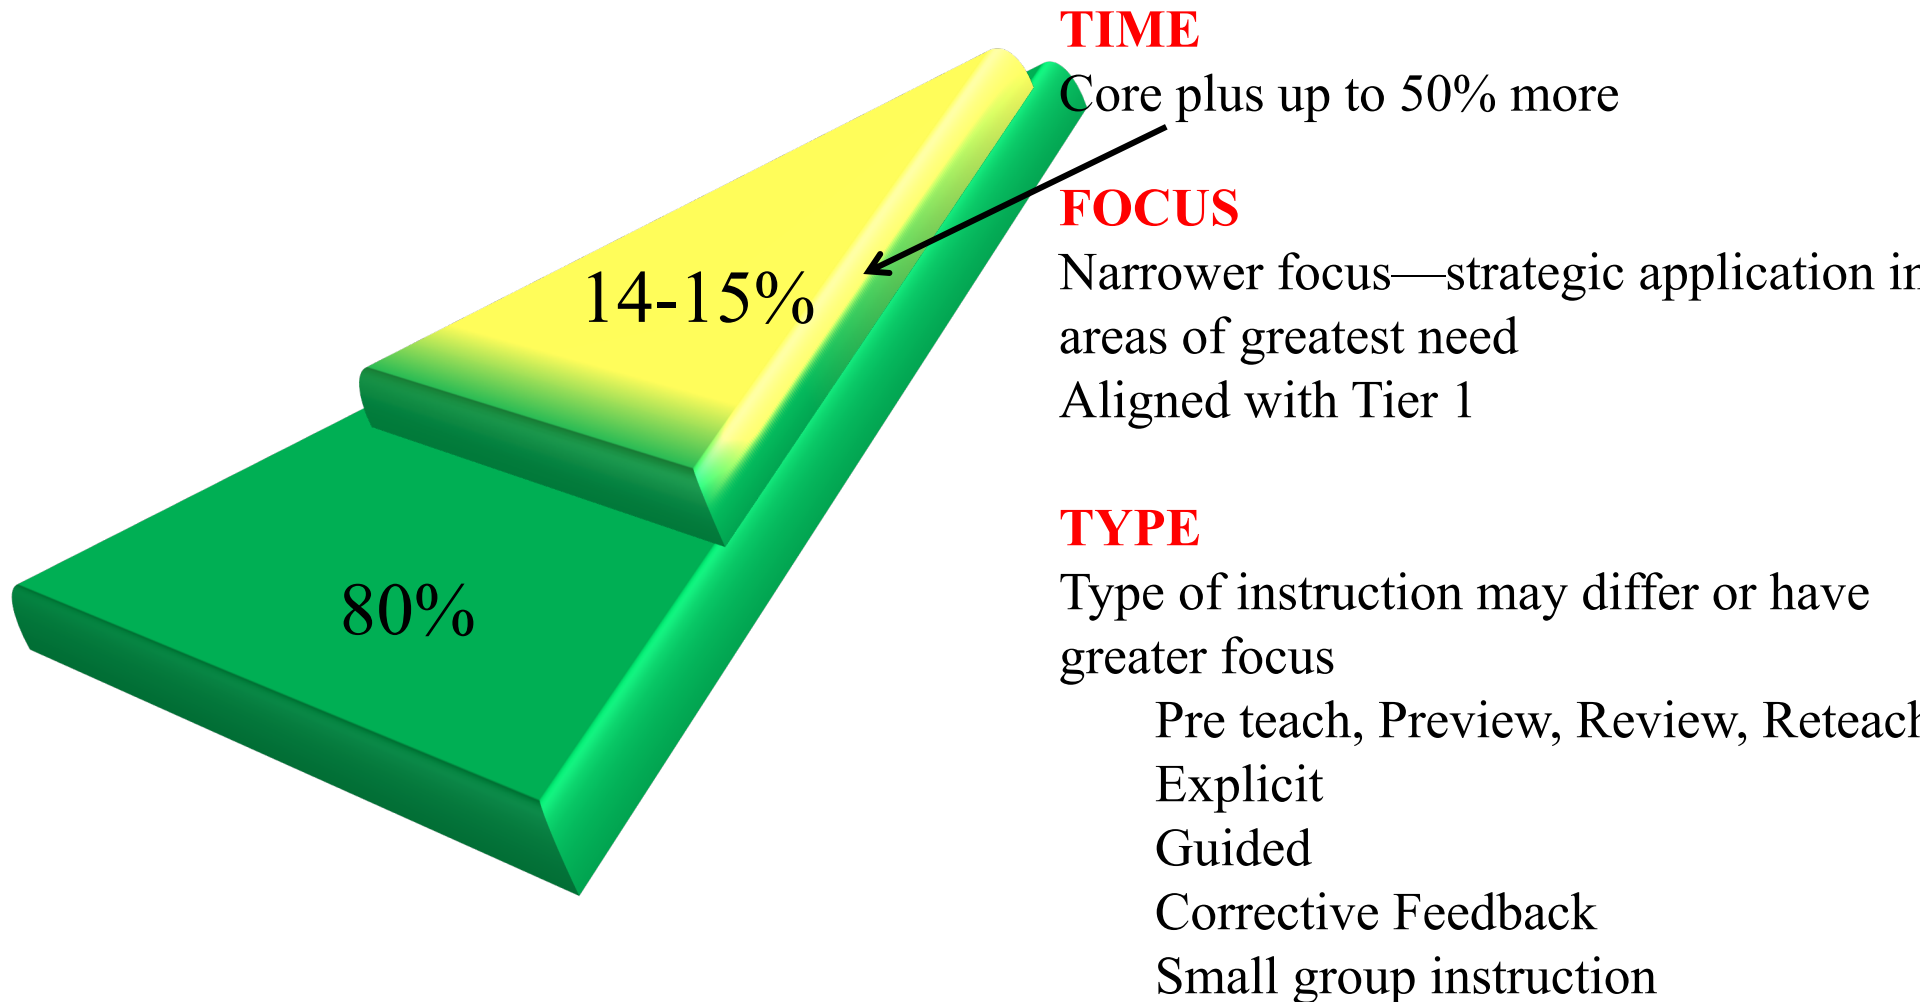 TIME
Core plus up to 50% more
FOCUS
Narrower focus—strategic application in
areas of greatest need
Aligned with Tier 1
14-15%
80%
TYPE
Type of instruction may differ or have
greater focus
Pre teach, Preview, Review, Reteach
Explicit
Guided
Corrective Feedback
Small group instruction